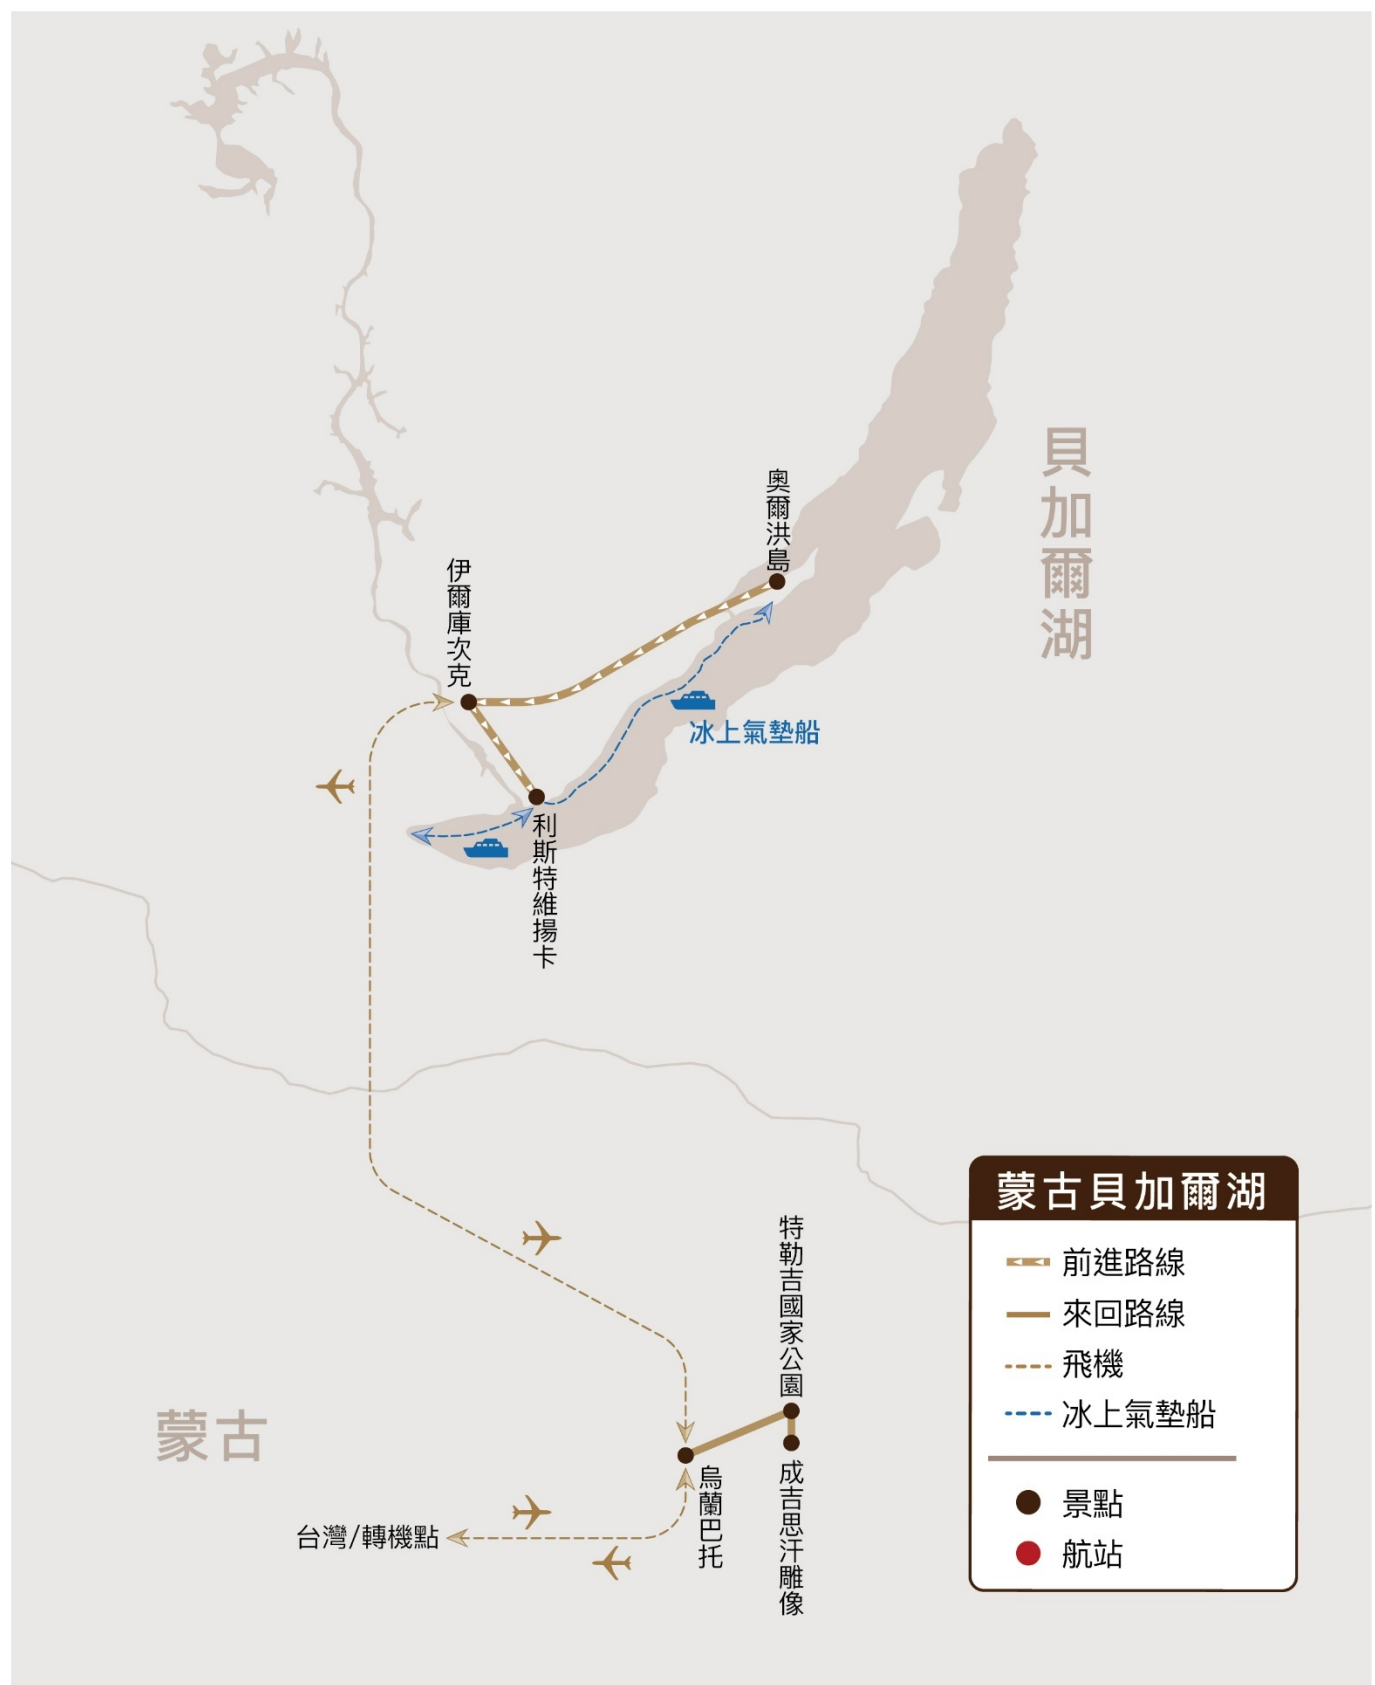 奧爾洪島
貝加爾湖
伊爾庫次克
冰上氣墊船
利斯特維揚卡
特勒吉國家公園
蒙古
烏蘭巴托
成吉思汗雕像
台灣/轉機點
蒙古貝加爾湖
前進路線
來回路線
飛機
冰上氣墊船
景點
航站